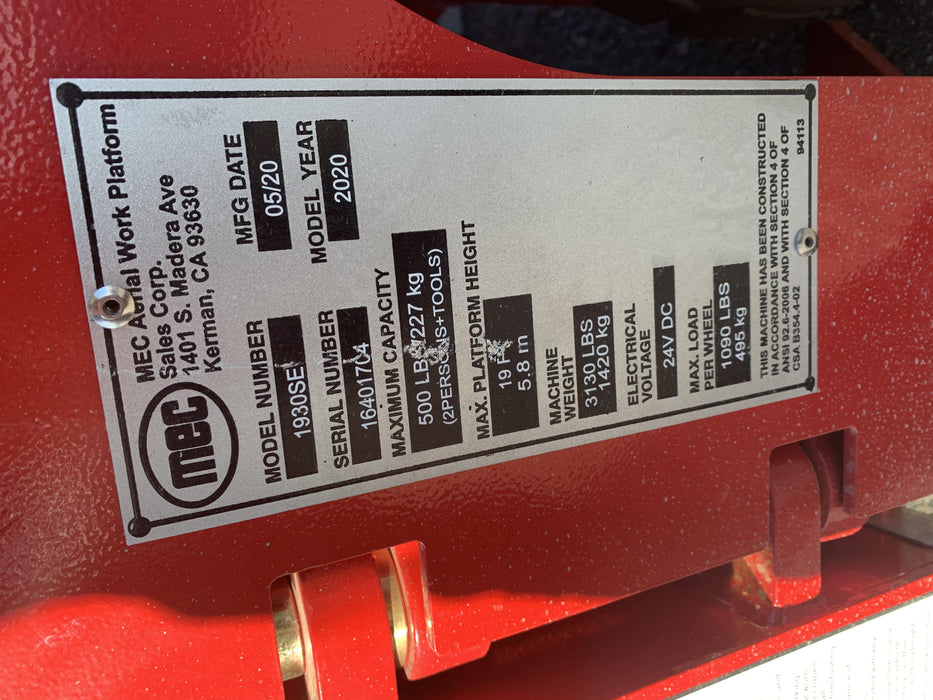 MEC
MEC Aerial Work Platform
Sales Corp.
1401 S. Madera Ave
Kerman, CA 93630
MODEL NUMBER
1930SE
MFG DATE
05/20
SERIAL NUMBER
16401704
MODEL YEAR
2020
MAXIMUM CAPACITY
500 LBS/227 kg
(2PERSONS+TOOLS)
MAX. PLATFORM HEIGHT
19 FT
5.8 m
MACHINE
WEIGHT
3130 LBS
1420 kg
ELECTRICAL
VOLTAGE
24V DC
MAX. LOAD
PER WHEEL
1090 LBS
495 kg
THIS MACHINE HAS BEEN CONSTRUCTED
IN ACCORDANCE WITH SECTION 4 OF
ANSI 92.6-2006 AND WITH SECTION 4 OF
CSA B354.4-02
94113